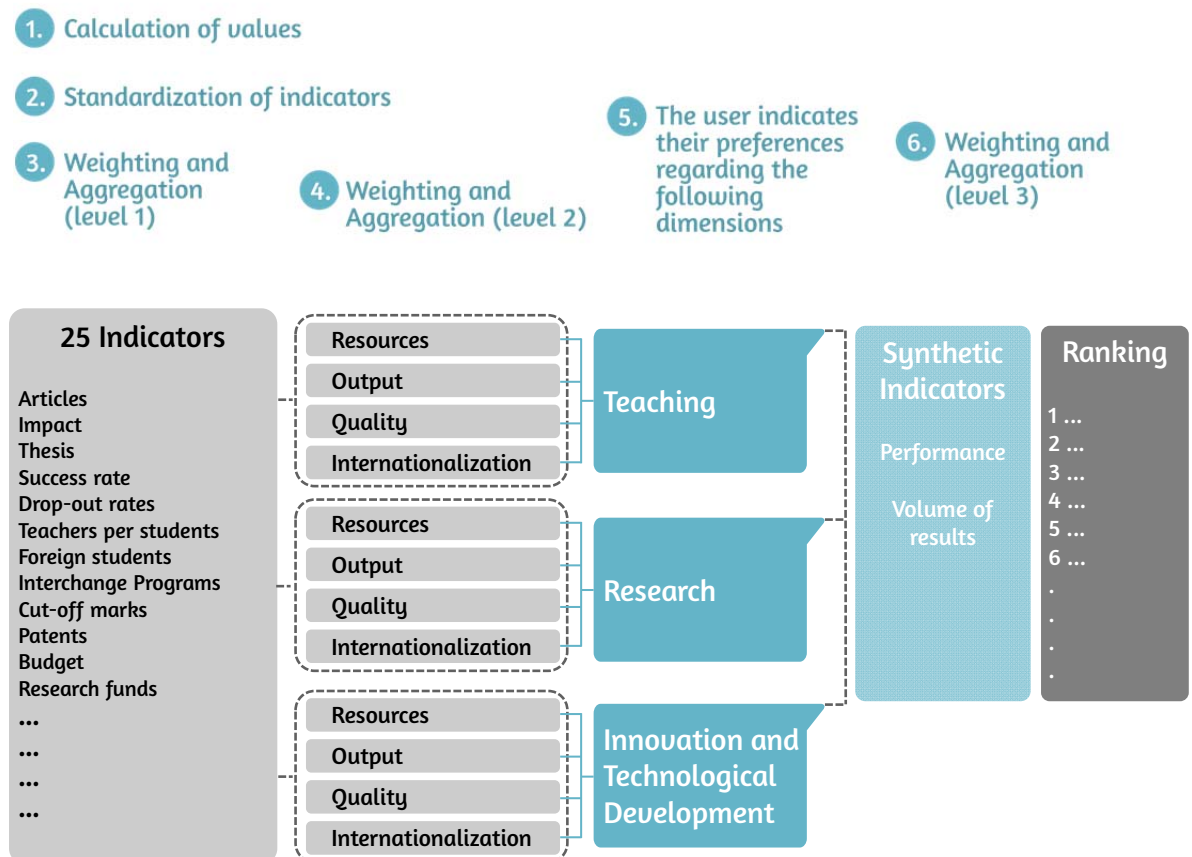 1. Calculation of values
2. Standardization of indicators
3. Weighting and
Aggregation
(level 1)
4. Weighting and
Aggregation (level 2)
5. The user indicates
their preferences
regarding the
following
dimensions
6. Weighting and
Aggregation
(level 3)
25 Indicators
Articles
Impact
Thesis
Success rate
Drop-out rates
Teachers per students
Foreign students
Interchange Programs
Cut-off marks
Patents
Budget
Research funds
...
...
...
...
Resources
Output
Quality
Internationalization
Teaching
Resources
Output
Quality
Internationalization
Research
Resources
Output
Quality
Internationalization
Innovation and
Technological
Development
Synthetic
Indicators
Performance
Volume of
results
Ranking
1 ...
2 ...
3 ...
4 ...
5 ...
6 ...
.
.
.
.